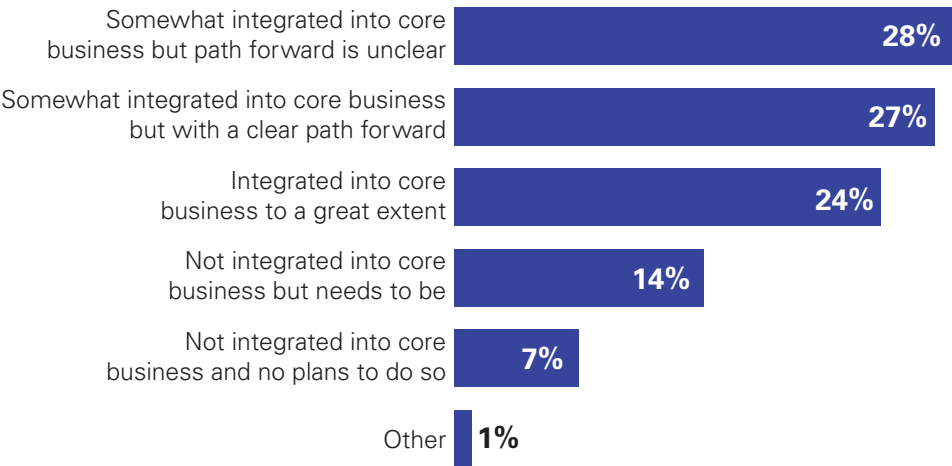 Somewhat integrated into core
business but path forward is unclear
28%
Somewhat integrated into core business
but with a clear path forward
27%
Integrated into core
business to a great extent
24%
Not integrated into core
business but needs to be
14%
Not integrated into core
business and no plans to do so
7%
Other
1%